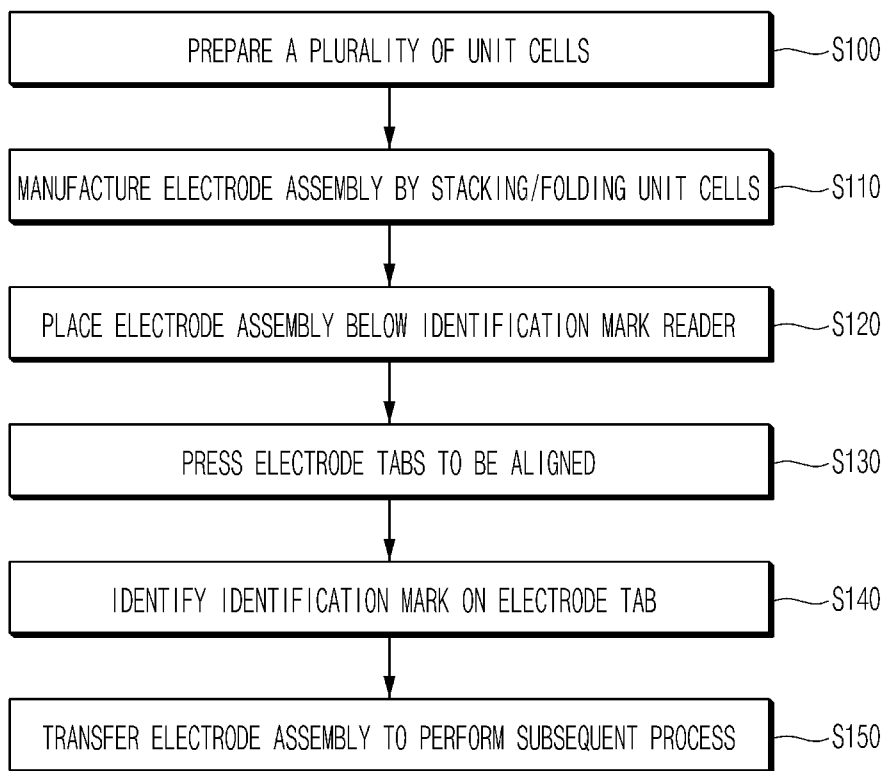 PREPARE A PLURALITY OF UNIT CELLS S100
MANUFACTURE ELECTRODE ASSEMBLY BY STACKING/FOLDING UNIT CELLS S110
PLACE ELECTRODE ASSEMBLY BELOW IDENTIFICATION MARK READER S120
PRESS ELECTRODE TABS TO BE ALIGNED S130
IDENTIFY IDENTIFICATION MARK ON ELECTRODE TAB S140
TRANSFER ELECTRODE ASSEMBLY TO PERFORM SUBSEQUENT PROCESS S150